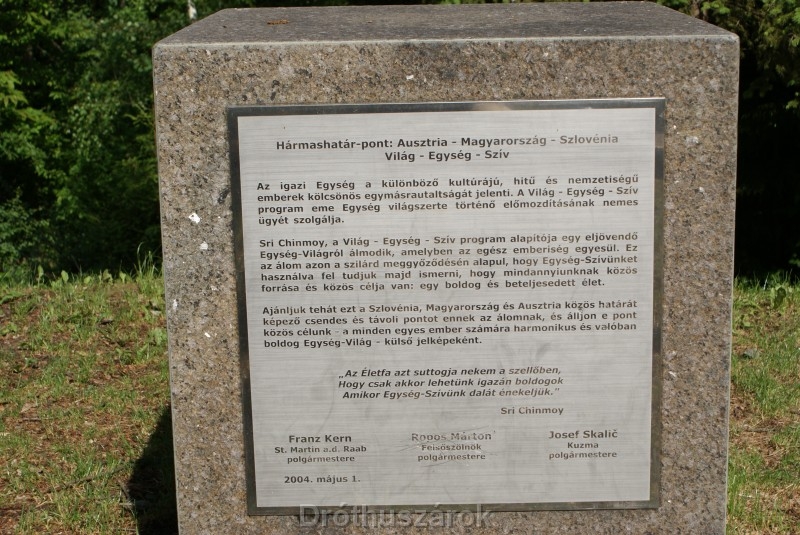 Hármashatár-pont: Ausztria - Magyarország - Szlovénia
Világ - Egység - Szív
Az igazi Egység a különböző kultúrájú, hitű és nemzetiségű
emberek kölcsönös egymásrautaltságát jelenti. A Világ - Egység - Szív
program eme Egység világszerte történő előmozdításának nemes
ügyét szolgálja.
Sri Chinmoy, a Világ - Egység - Szív program alapítója egy eljövendő
Egység-Világról álmodik, amelyben az egész emberiség egyesül. Ez
az álom azon a szilárd meggyőződésen alapul, hogy Egység-Szívünket
használva fel tudjuk majd ismerni, hogy mindannyiunknak közös
forrása és közös célja van: egy boldog és beteljesedett élet.
Ajánljuk tehát ezt a Szlovénia, Magyarország és Ausztria közös határát
képező csendes és távoli pontot ennek az álomnak, és álljon e pont
közös célunk - a minden egyes ember számára harmonikus és valóban
boldog Egység-Világ - külső jelképeként.
„Az Életfa azt suttogja nekem a szellőben,
Hogy csak akkor lehetünk igazán boldogok
Amikor Egység-Szívünk dalát énekeljük."
Sri Chinmoy
Franz Kern Ropos Márton Josef Skalič
St. Martin a.d. Raab Felsőszölnök Kuzma
polgármestere polgármestere polgármestere
2004. május 1.
Dróthuszárok